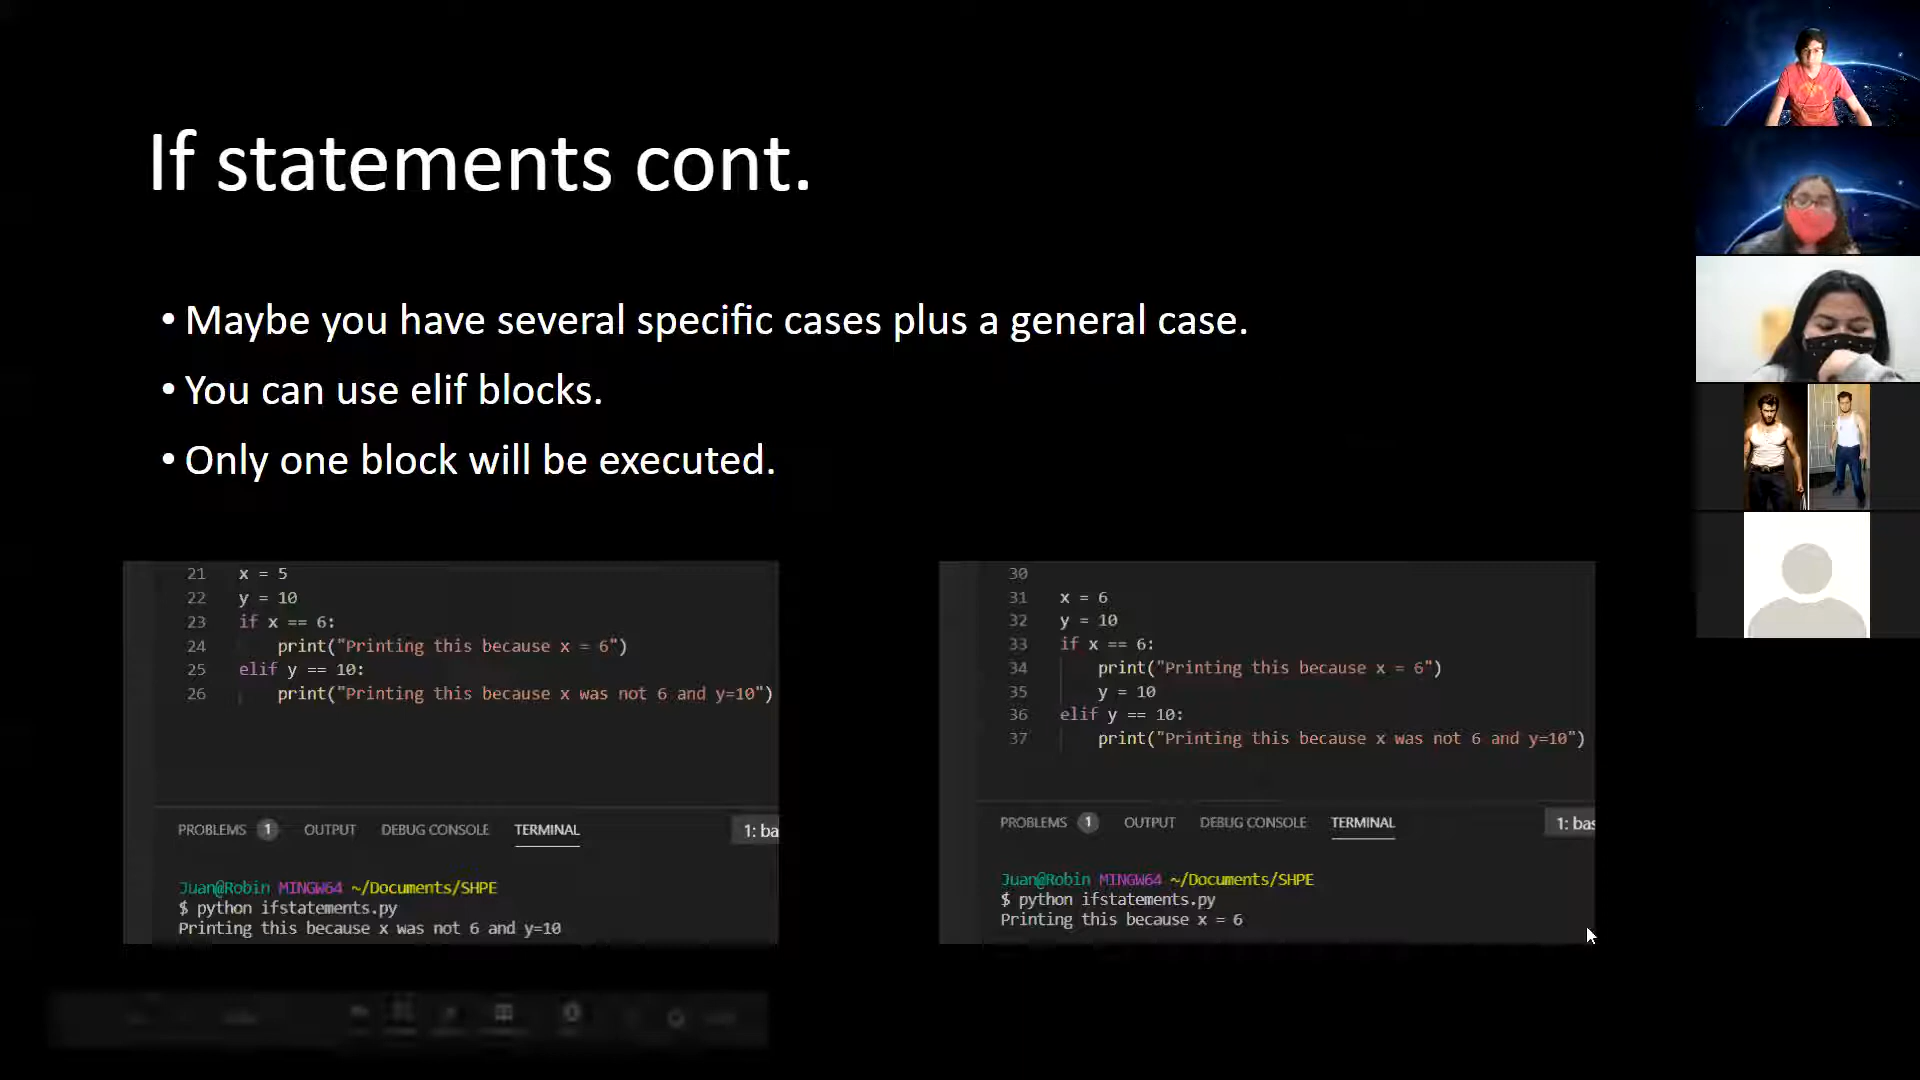 If statements cont.
• Maybe you have several specific cases plus a general case.
• You can use elif blocks.
• Only one block will be executed.
21 x = 5
22 y = 10
23 if x == 6:
24 print("Printing this because x = 6")
25 elif y == 10:
26 print("Printing this because x was not 6 and y=10")
PROBLEMS 1 OUTPUT DEBUG CONSOLE TERMINAL 1: ba
Juan@Robin MINGW64 ~/Documents/SHPE
$ python ifstatements.py
Printing this because x was not 6 and y=10
30
31 x = 6
32 y = 10
33 if x == 6:
34 print("Printing this because x = 6")
35 y = 10
36 elif y == 10:
37 print("Printing this because x was not 6 and y=10")
PROBLEMS 1 OUTPUT DEBUG CONSOLE TERMINAL 1: bas
Juan@Robin MINGW64 ~/Documents/SHPE
$ python ifstatements.py
Printing this because x = 6